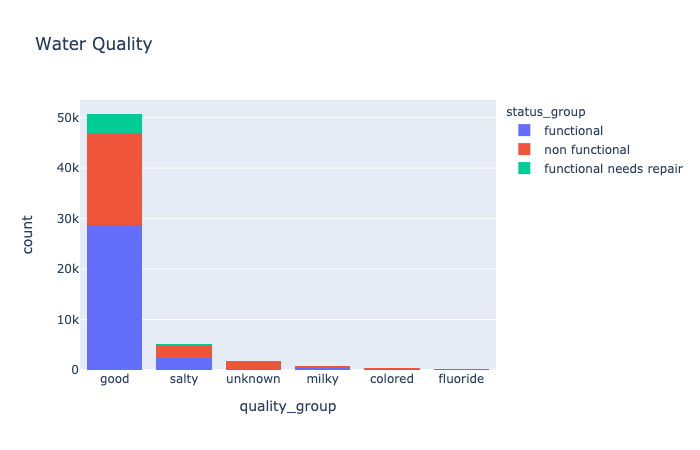 Water Quality
status_group
functional
non functional
functional needs repair
count
50k
40k
30k
20k
10k
0
good salty unknown milky colored fluoride
quality_group